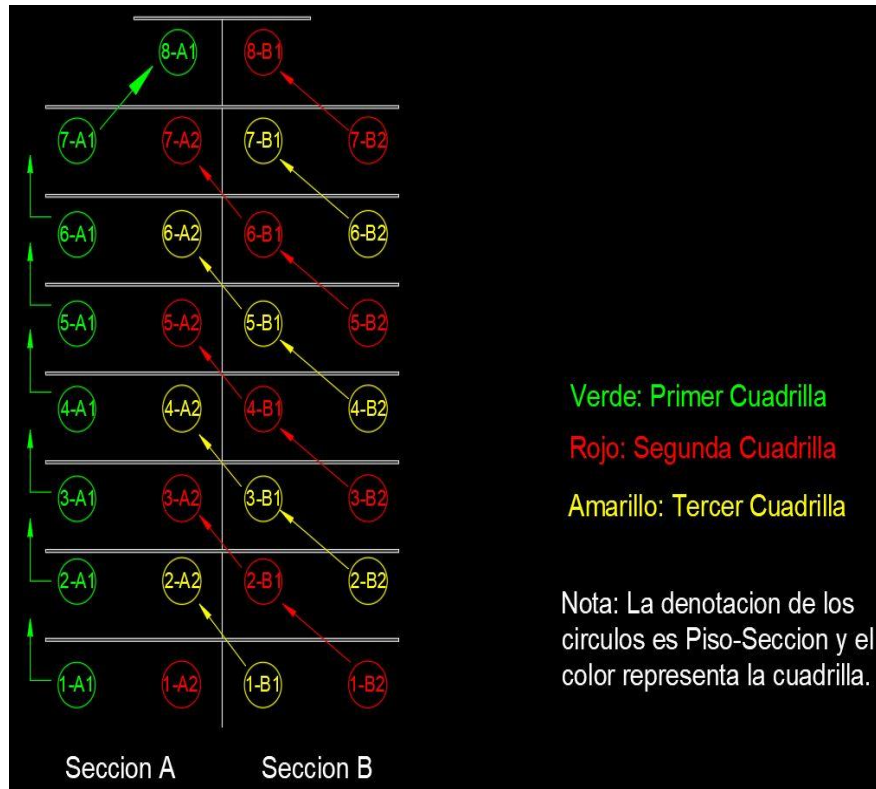 8-A1 8-B1
7-A1 7-A2 7-B1 7-B2
6-A1 6-A2 6-B1 6-B2
5-A1 5-A2 5-B1 5-B2
4-A1 4-A2 4-B1 4-B2
3-A1 3-A2 3-B1 3-B2
2-A1 2-A2 2-B1 2-B2
1-A1 1-A2 1-B1 1-B2
Seccion A Seccion B
Verde: Primer Cuadrilla
Rojo: Segunda Cuadrilla
Amarillo: Tercer Cuadrilla
Nota: La denotacion de los
circulos es Piso-Seccion y el
color representa la cuadrilla.